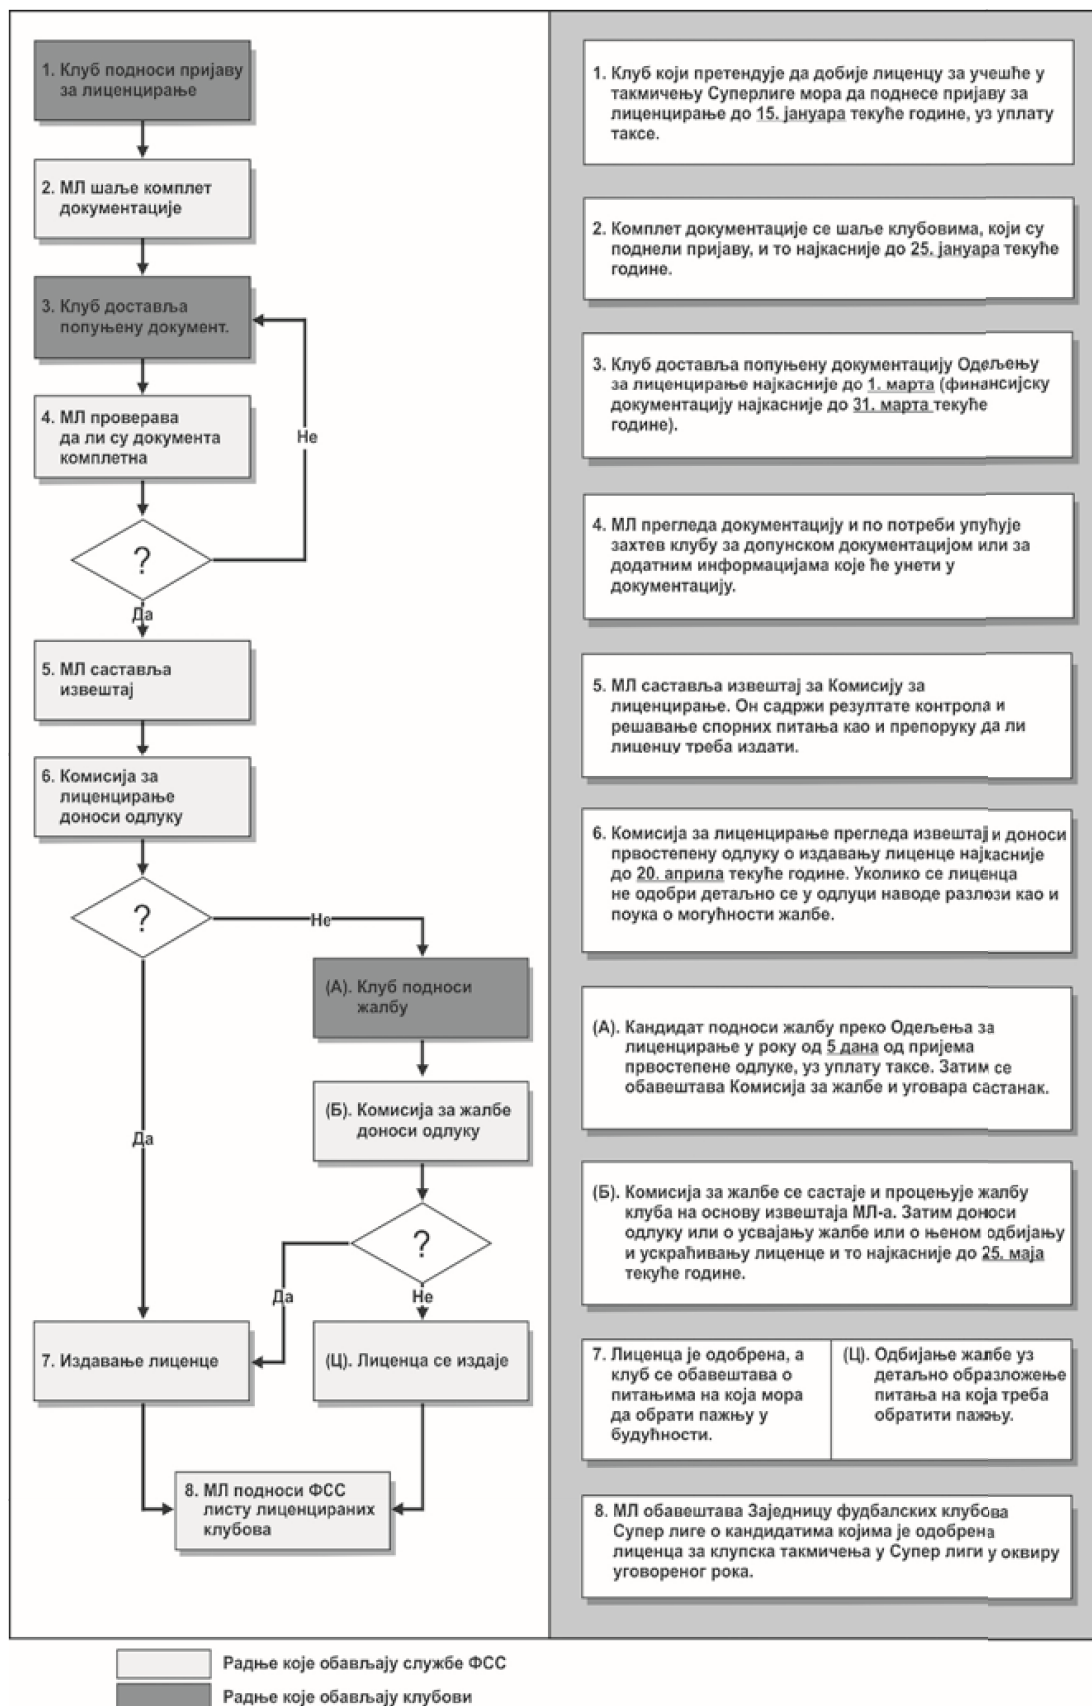 1. Клуб подноси пријаву
за лиценцирање
2. МЛ шаље комплет
документације
3. Клуб доставља
попуњену документ.
4. МЛ проверава
да ли су документа
комплетна
Не
?
Да
5. МЛ саставља
извештај
6. Комисија за
лиценцирање
доноси одлуку
?
Не
(А). Клуб подноси
жалбу
(Б). Комисија за жалбе
доноси одлуку
Да
?
Да
Не
7. Издавање лиценце
(Ц). Лиценца се издаје
8. МЛ подноси ФСС
листу лиценцираних
клубова
1. Клуб који претендује да добије лиценцу за учешће у
такмичењу Суперлиге мора да поднесе пријаву за
лиценцирање до 15. јануара текуће године, уз уплату
таксе.
2. Комплет документације се шаље клубовима, који су
поднели пријаву, и то најкасније до 25. јануара текуће
године.
3. Клуб доставља попуњену документацију Одељењу
за лиценцирање најкасније до 1. марта (финансијску
документацију најкасније до 31. марта текуће
године).
4. МЛ прегледа документацију и по потреби упућује
захтев клубу за допунском документацијом или за
додатним информацијама које ће унети у
документацију.
5. МЛ саставља извештај за Комисију за
лиценцирање. Он садржи резултате контрола и
решавање спорних питања као и препоруку да ли
лиценцу треба издати.
6. Комисија за лиценцирање прегледа извештај и доноси
првостепену одлуку о издавању лиценце најкасније
до 20. априла текуће године. Уколико се лиценца
не одобри детаљно се у одлуци наводе разлози као и
поука о могућности жалбе.
(А). Кандидат подноси жалбу преко Одељења за
лиценцирање у року од 5 дана од пријема
првостепене одлуке, уз уплату таксе. Затим се
обавештава Комисија за жалбе и уговара састанак.
(Б). Комисија за жалбе се састаје и процењује жалбу
клуба на основу извештаја МЛ-а. Затим доноси
одлуку или о усвајању жалбе или о њеном одбијању
и ускраћивању лиценце и то најкасније до 25. маја
текуће године.
7. Лиценца је одобрена, а
клуб се обавештава о
питањима на која мора
да обрати пажњу у
будућности.
(Ц). Одбијање жалбе уз
детаљно образложење
питања на која треба
обратити пажњу.
8. МЛ обавештава Заједницу фудбалских клубова
Супер лиге о кандидатима којима је одобрена
лиценца за клупска такмичења у Супер лиги у оквиру
уговореног рока.
Радње које обављају службе ФСС
Радње које обављају клубови